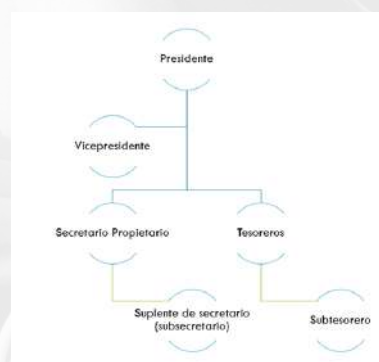 Presidente
Vicepresidente
Secretario Propietario
Tesoreros
Suplente de secretario
(subsecretario)
Subtesorero